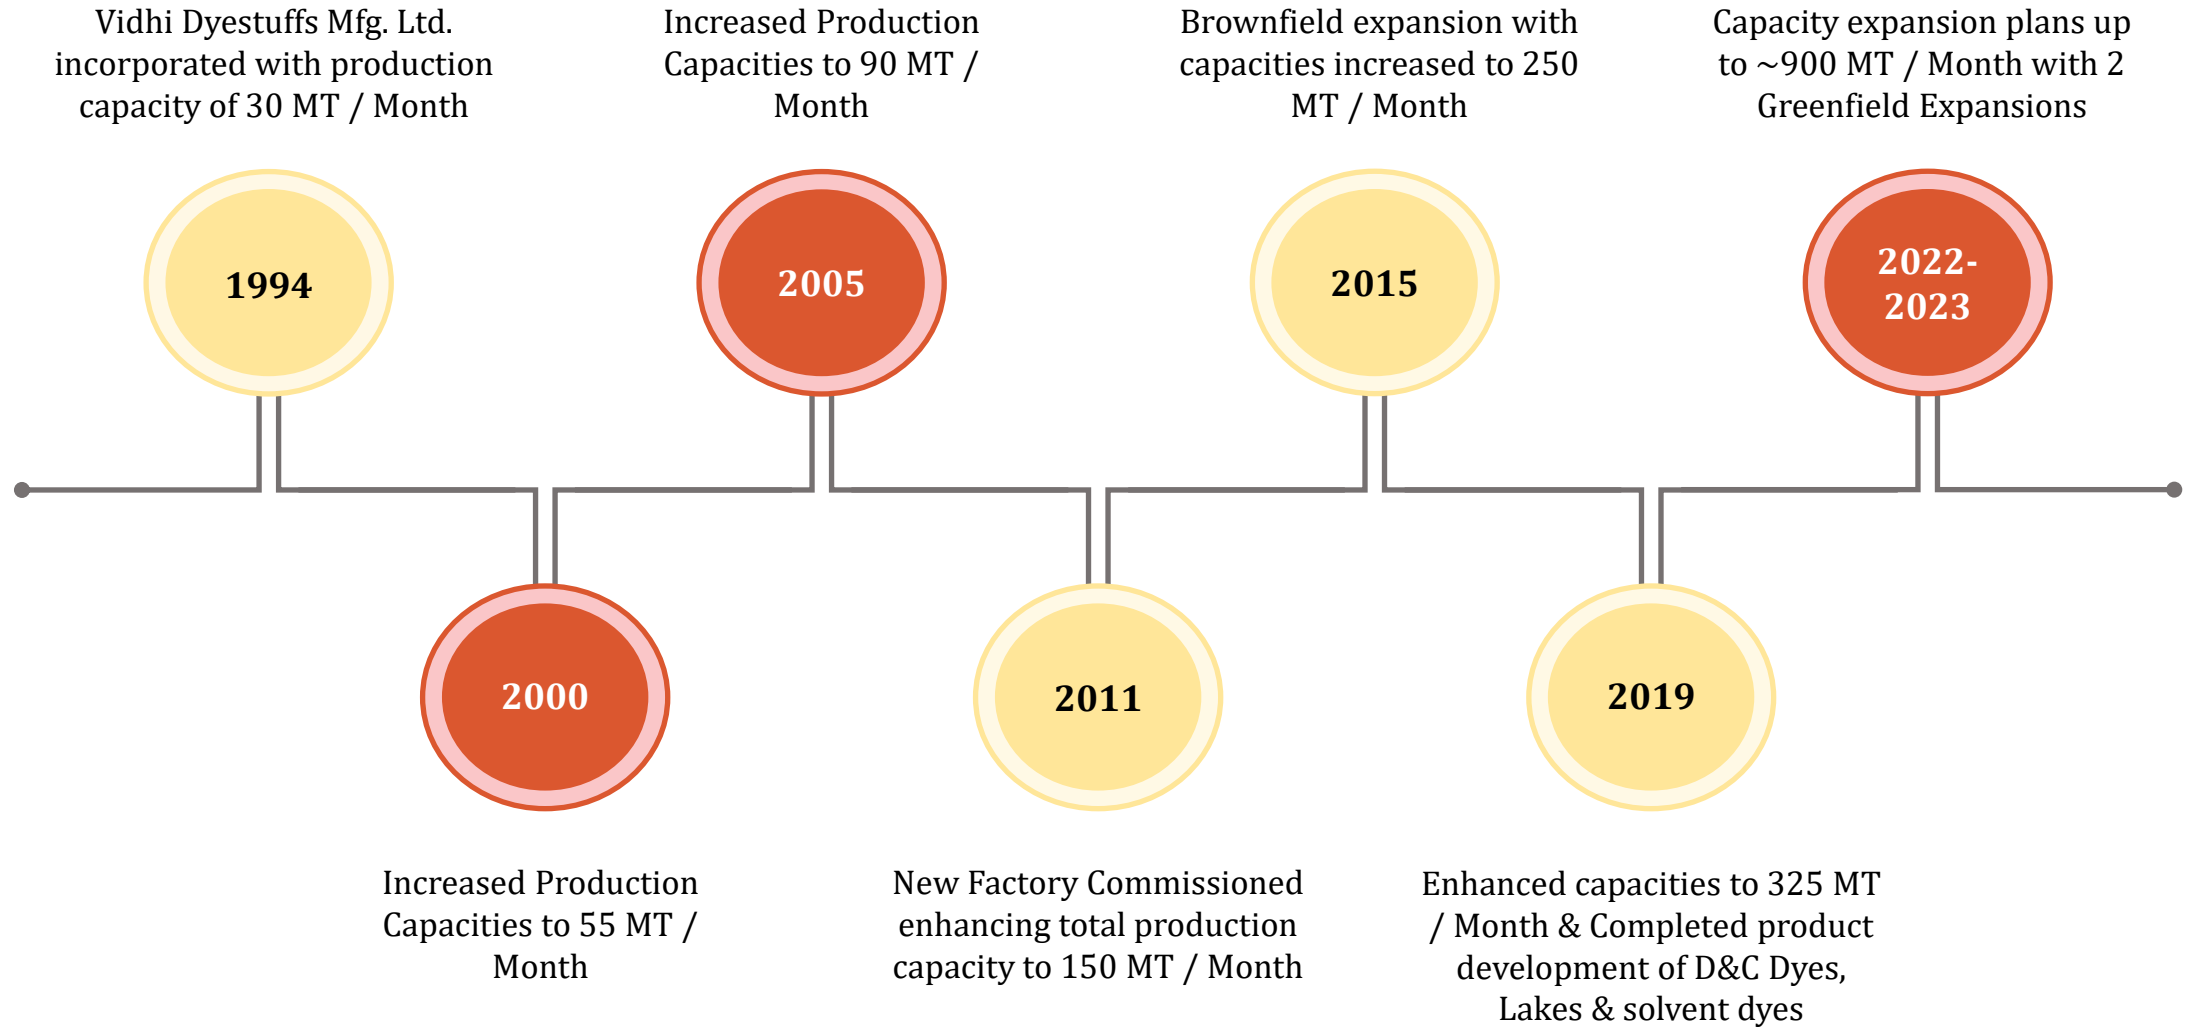 Vidhi Dyestuffs Mfg. Ltd.
incorporated with production
capacity of 30 MT / Month
Increased Production
Capacities to 90 MT /
Month
Brownfield expansion with
capacities increased to 250
MT / Month
Capacity expansion plans up
to ~900 MT / Month with 2
Greenfield Expansions
1994
2005
2015
2022-
2023
2000
2011
2019
Increased Production
Capacities to 55 MT /
Month
New Factory Commissioned
enhancing total production
capacity to 150 MT / Month
Enhanced capacities to 325 MT
/ Month & Completed product
development of D&C Dyes,
Lakes & solvent dyes